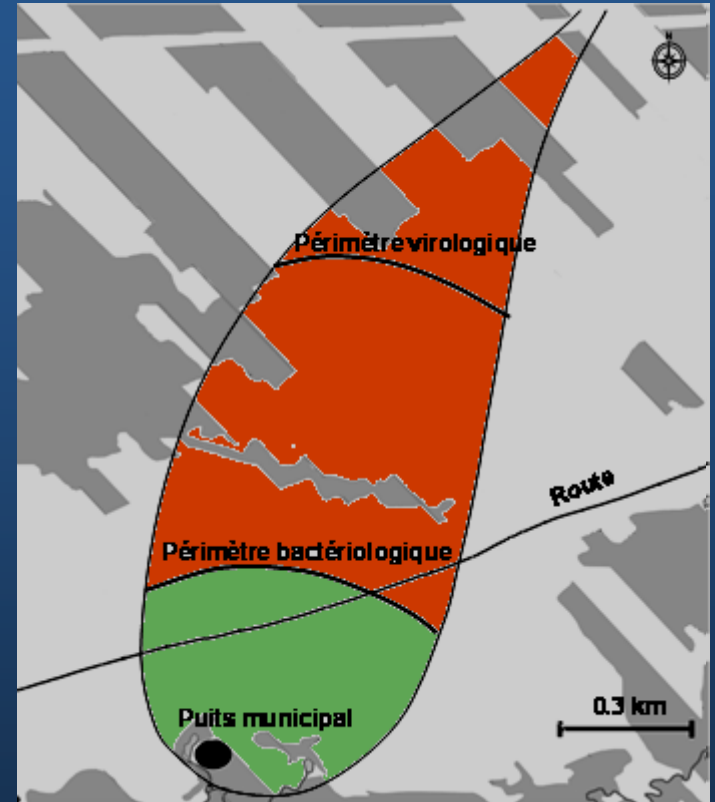 N
Périmètre virologique
Route
Périmètre bactériologique
0.3 km
Puits municipal